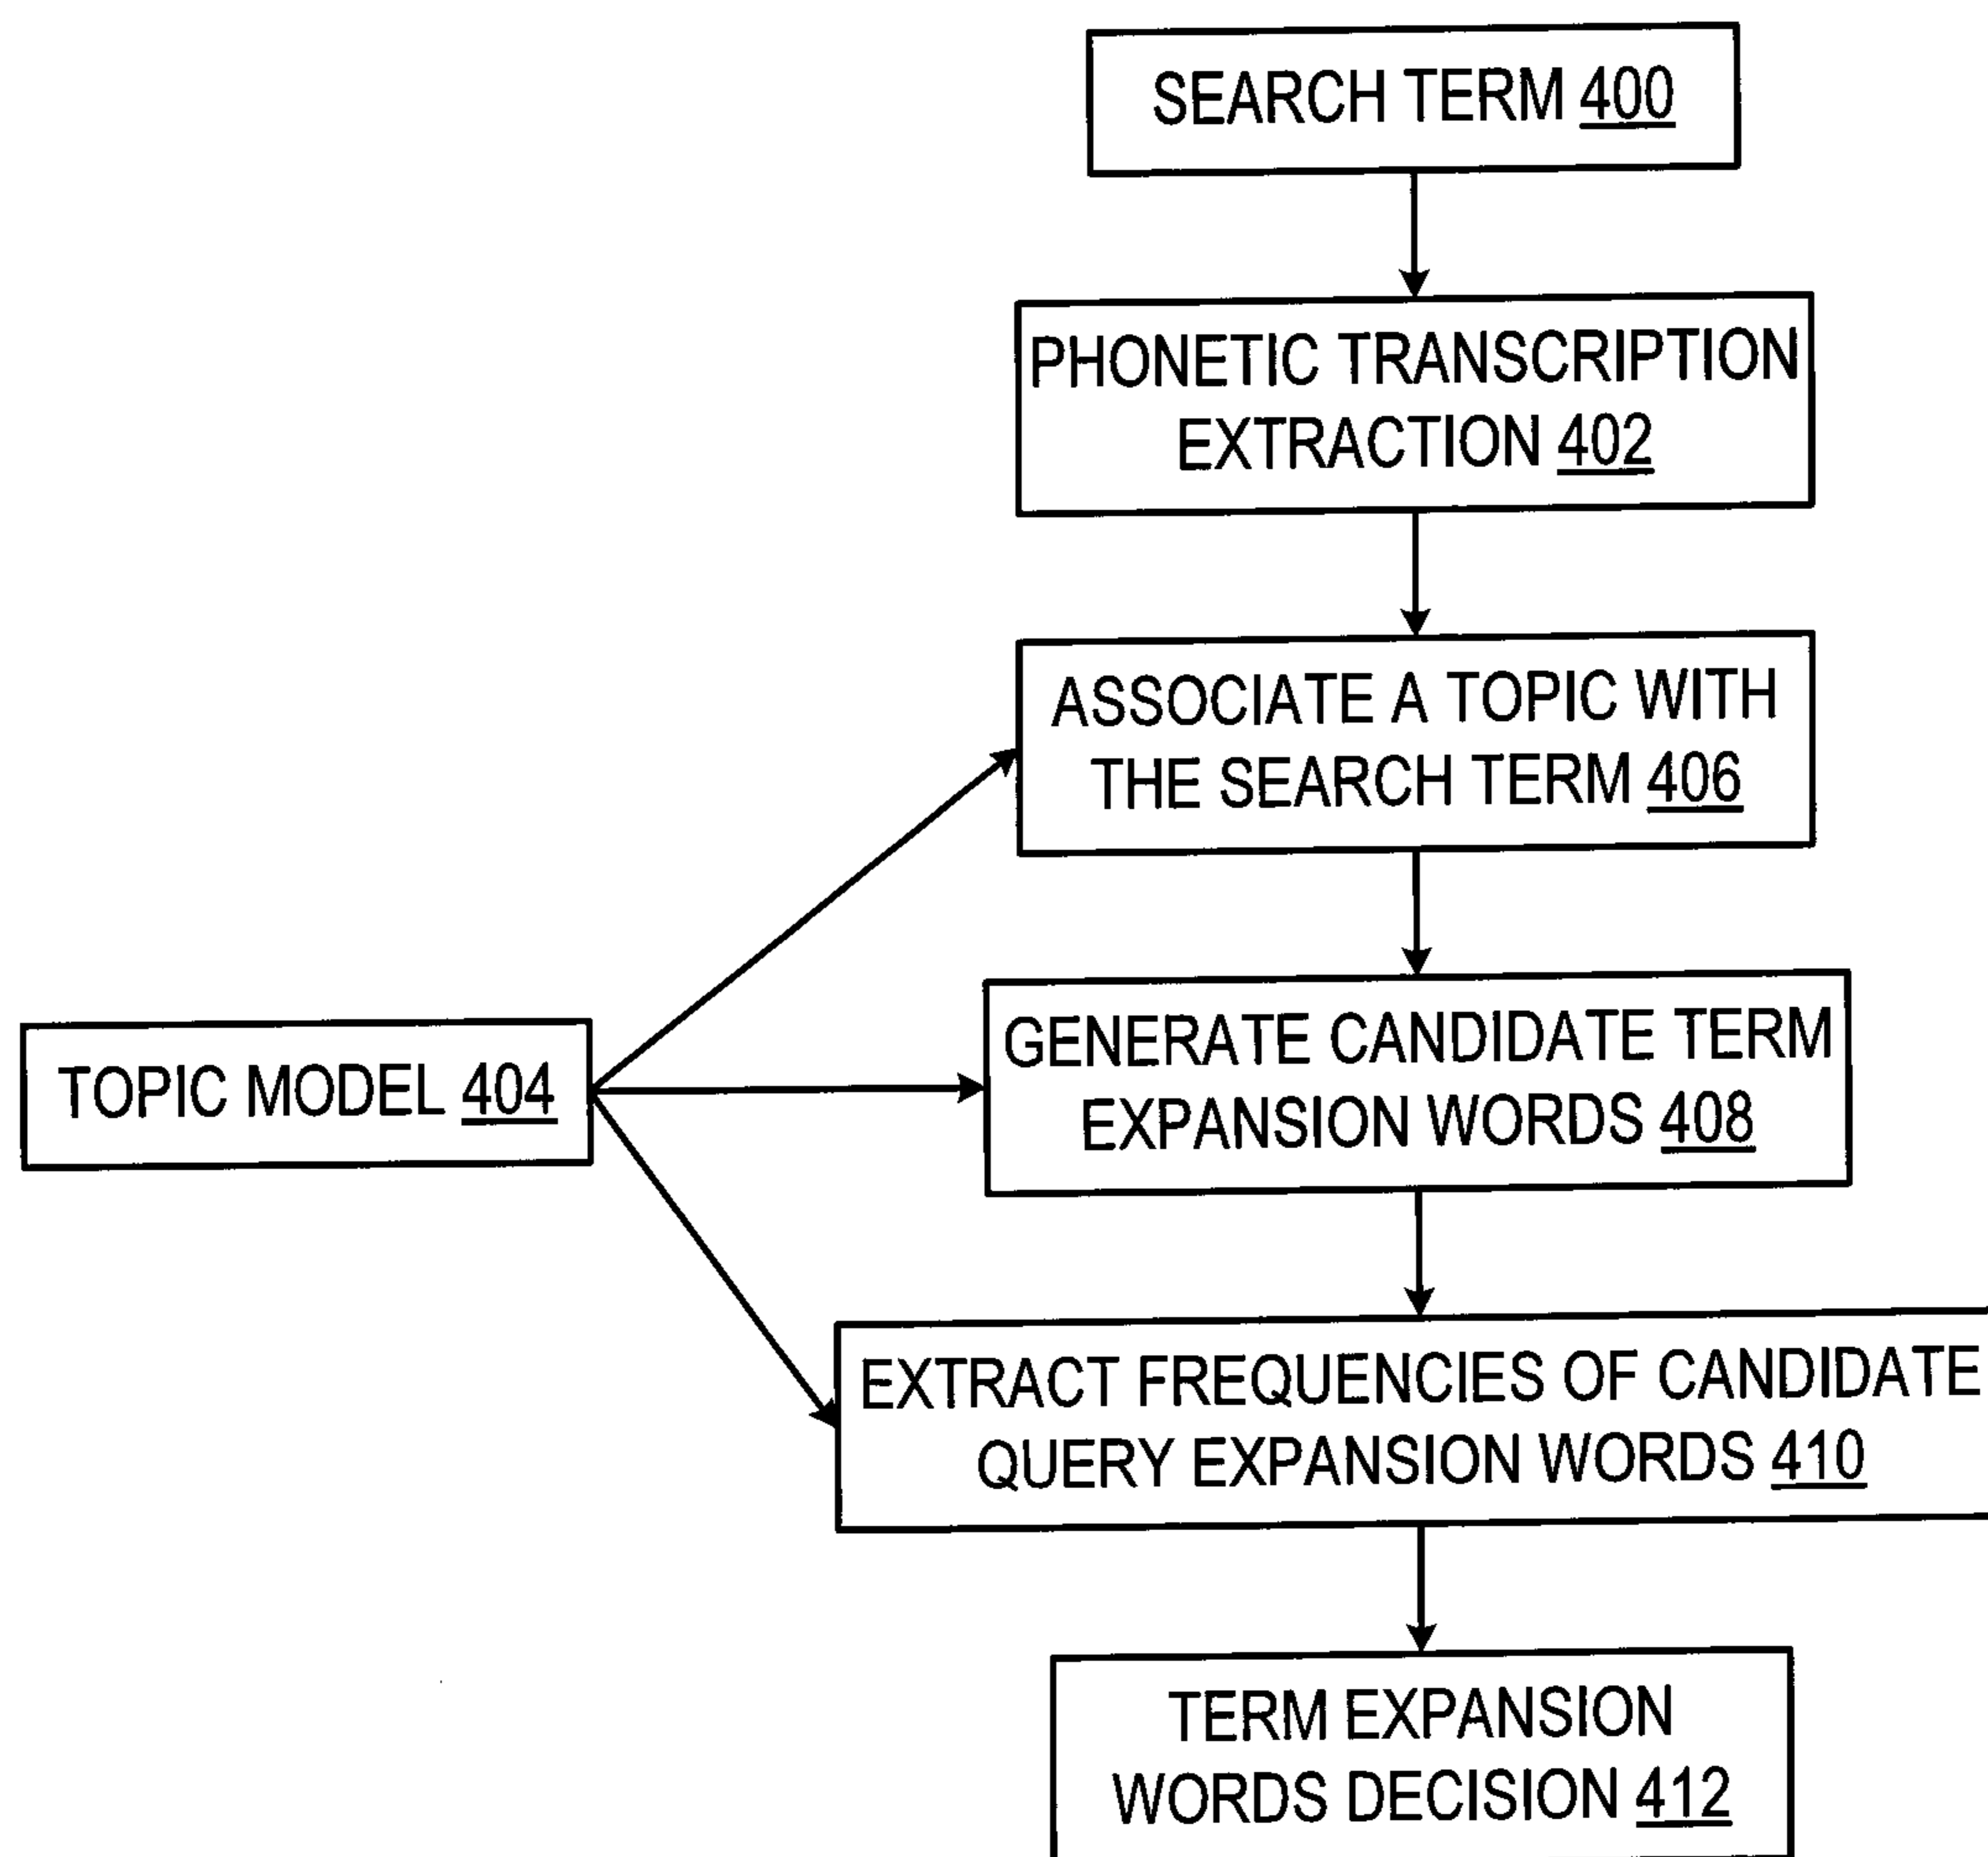 SEARCH TERM 400
PHONETIC TRANSCRIPTION
EXTRACTION 402
ASSOCIATE A TOPIC WITH
THE SEARCH TERM 406
TOPIC MODEL 404
GENERATE CANDIDATE TERM
EXPANSION WORDS 408
EXTRACT FREQUENCIES OF CANDIDATE
QUERY EXPANSION WORDS 410
TERM EXPANSION
WORDS DECISION 412